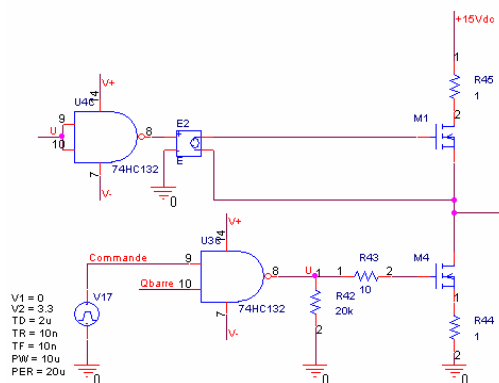 +15Vdc
1
R45
1
2
M1
V+
14
U4C
U
9
10
8
7
74HC132
V-
E2
+
-
E
0
V+
14
U3C
Commande
9
Qbarre
10
8
7
74HC132
V-
U
1
1
R43
2
10
R42
20k
2
0
M4
1
R44
1
2
0
V17
V1 = 0
V2 = 3.3
TD = 2u
TR = 10n
TF = 10n
PW = 10u
PER = 20u
0